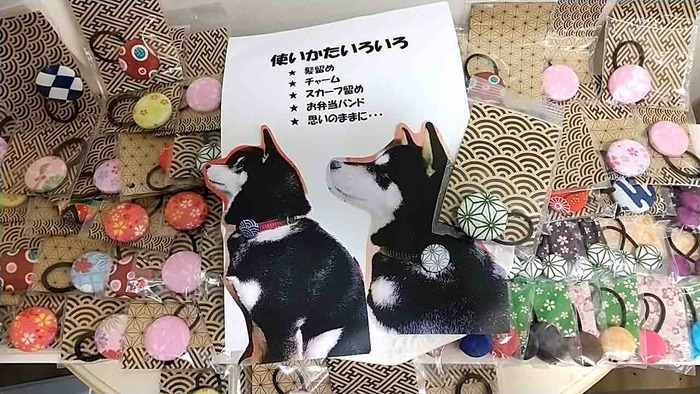 使いかたいろいろ
★ 髪留め
★ チャーム
★ スカーフ留め
★ お弁当バンド
★ 思いのままに・・・